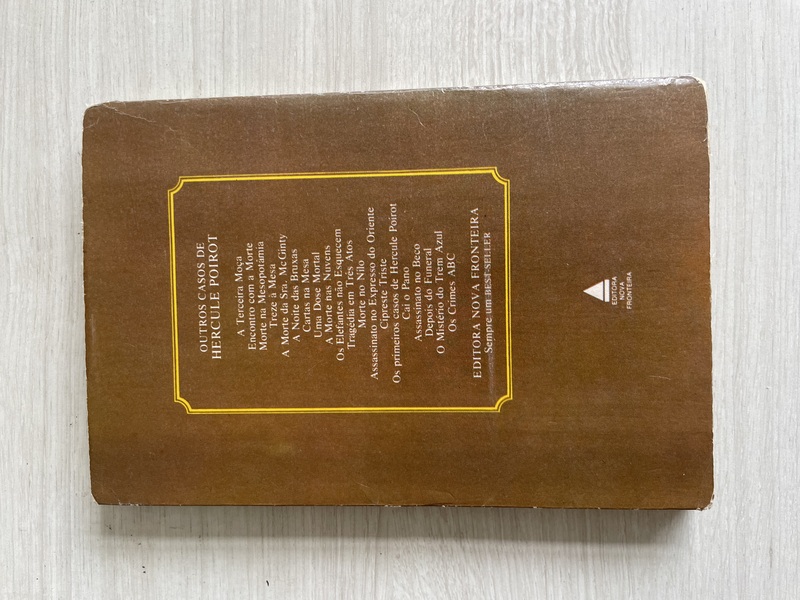 OUTROS CASOS DE
HERCULE POIROT
A Terceira Moça
Encontro com a Morte
Morte na Mesopotámia
Treze à Mesa
A Morte da Sra. McGinty
A Noite das Bruxas
Cartas na Mesa
Uma Dose Mortal
A Morte nas Nuvens
Os Elefantes não Esquecem
Tragédia em Três Atos
Morte no Nilo
Assassinato no Expresso do Oriente
Cipreste Triste
Os primeiros casos de Hercule Poirot
Cai o Pano
Assassinato no Beco
Depois do Funeral
O Mistério do Trem Azul
Os Crimes ABC
EDITORA NOVA FRONTEIRA
Sempre um BEST-SELLER
EDITORA
NOVA
FRONTEIRA